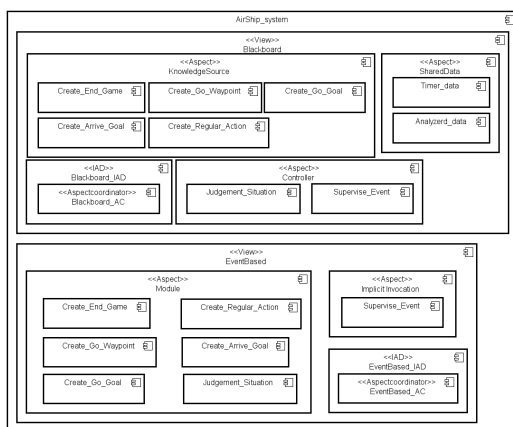 AirShip_system
<<View>>
Blackboard
<<Aspect>>
KnowledgeSource
Create_End_Game
Create_Go_Waypoint
Create_Go_Goal
Create_Arrive_Goal
Create_Regular_Action
<<Aspect>>
SharedData
Timer_data
Analyzerd_data
<<IAD>>
Blackboard_IAD
<<Aspectcoordinator>>
Blackboard_AC
<<Aspect>>
Controller
Judgement_Situation
Supervise_Event
<<View>>
EventBased
<<Aspect>>
Module
Create_End_Game
Create_Regular_Action
Create_Go_Waypoint
Create_Arrive_Goal
Create_Go_Goal
Judgement_Situation
<<Aspect>>
Implicit Invocation
Supervise_Event
<<IAD>>
EventBased_IAD
<<Aspectcoordinator>>
EventBased_AC